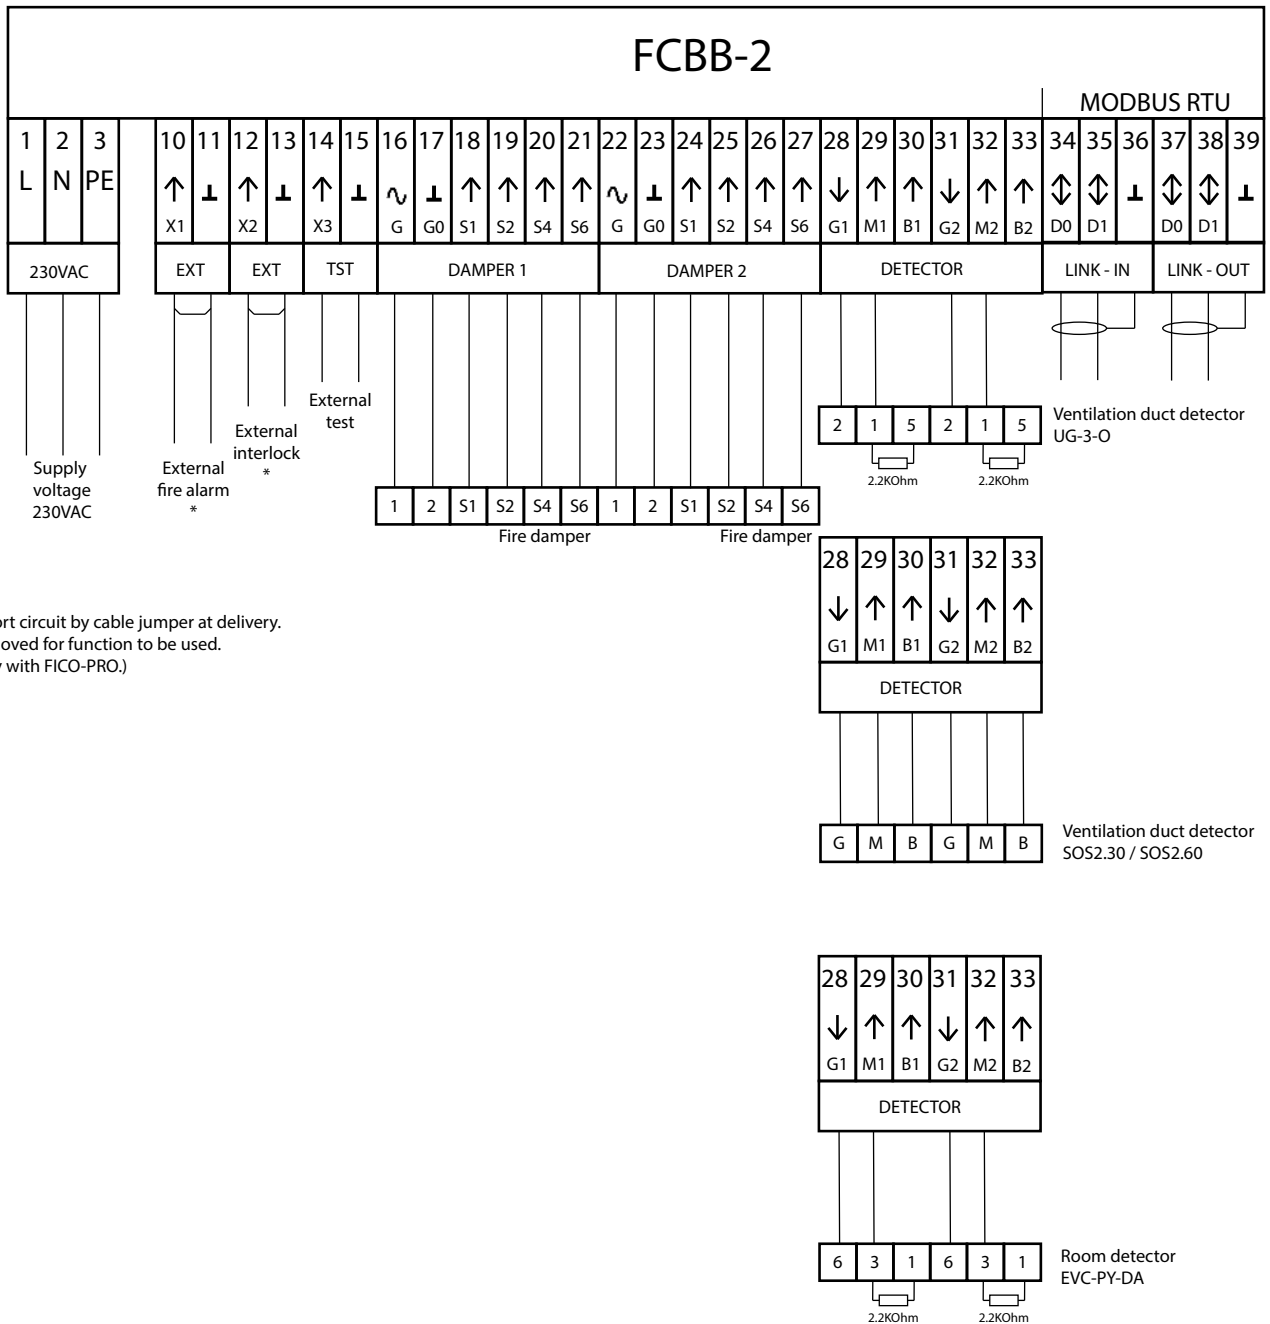 FCBB-2
MODBUS RTU
1 2 3 10 11 12 13 14 15 16 17 18 19 20 21 22 23 24 25 26 27 28 29 30 31 32 33 34 35 36 37 38 39
L N PE
X1 X2 X3 G G0 S1 S2 S4 S6 G G0 S1 S2 S4 S6 G1 M1 B1 G2 M2 B2 D0 D1 D0 D1
230VAC EXT EXT TST DAMPER 1 DAMPER 2 DETECTOR LINK - IN LINK - OUT
External
test
External
interlock
*
Supply
voltage
230VAC
External
fire alarm
*
2 1 5 2 1 5
Ventilation duct detector
UG-3-O
2.2KOhm 2.2KOhm
1 2 S1 S2 S4 S6 1 2 S1 S2 S4 S6
Fire damper Fire damper
28 29 30 31 32 33
G1 M1 B1 G2 M2 B2
DETECTOR
circuit by cable jumper at delivery.
for function to be used.
with FICO-PRO.)
G M B G M B
Ventilation duct detector
SOS2.30 / SOS2.60
28 29 30 31 32 33
G1 M1 B1 G2 M2 B2
DETECTOR
6 3 1 6 3 1
Room detector
EVC-PY-DA
2.2KOhm 2.2KOhm